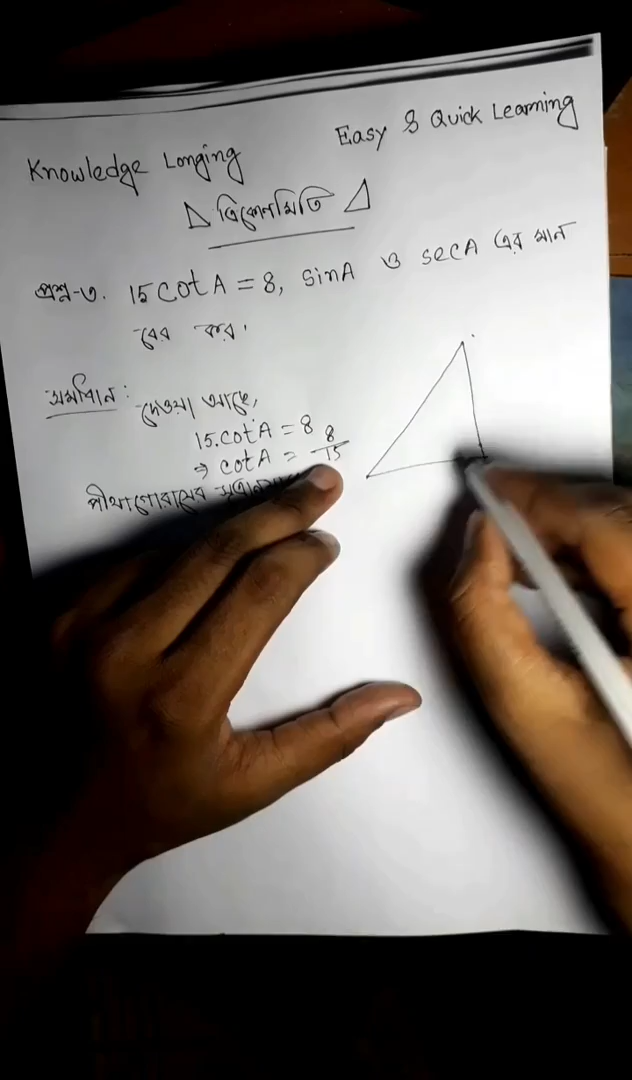 Knowledge Longing
Easy & Quick Learning
ত্রিকোনমিতি
প্রশ্ন-৩. 15 cot A = 8, sinA ও secA এর মান
বের কর।
সমাধান:
দেওয়া আছে,
15.cotA = 8
⇒ cotA = 8/15
পীথাগোরাসের